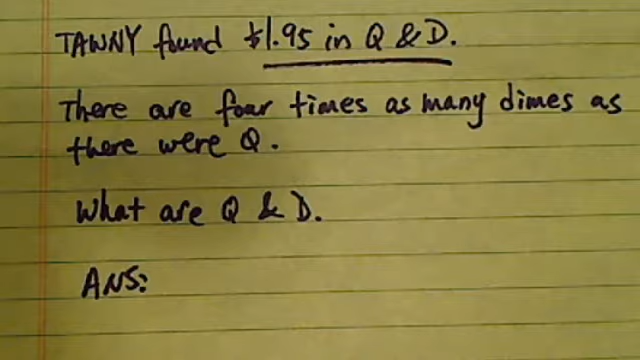 TAWNY found $1.95 in Q & D.
There are four times as many dimes as
there were Q.
What are Q & D.
ANS: